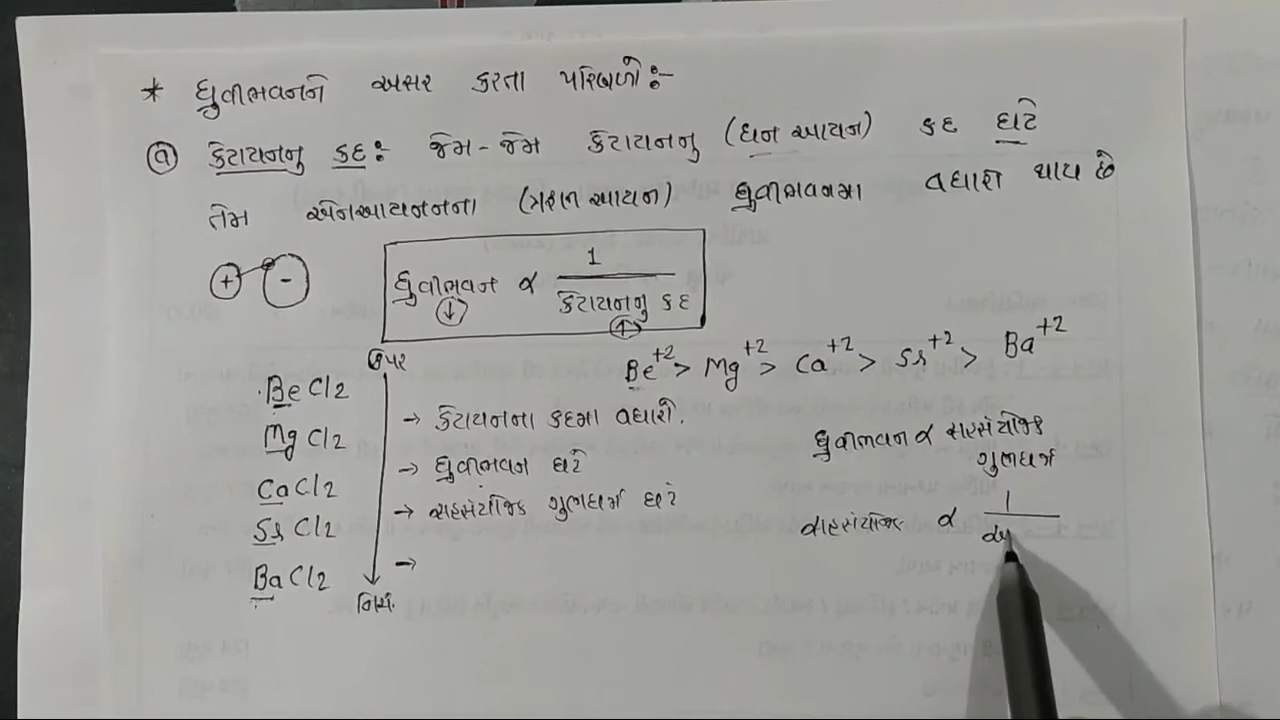 * ધ્રુવીભવનને અસર કરતા પરિબળો:-
(૧) કેટાયનનુ કદ: જેમ-જેમ કેટાયનનુ (ધન આયન) કદ ઘટે
તેમ એનઆયનનના (ઋણ આયન) ધ્રુવીભવનમા વધારો થાય છે
+ -
ધ્રુવીભવન ∝ 1 / કેટાયનનુ કદ
↓ ↑
ઉપર
Be+2 > Mg+2 > Ca+2 > Sr+2 > Ba+2
BeCl2
MgCl2
CaCl2
SrCl2
BaCl2
નીચે.
→ કેટાયનના કદમા વધારો.
→ ધ્રુવીભવન ઘટે
→ સહસંયોજક ગુણધર્મ ઘટે
→
ધ્રુવીભવન ∝ સહસંયોજક
ગુણધર્મ
સહસંયોજક ∝ 1